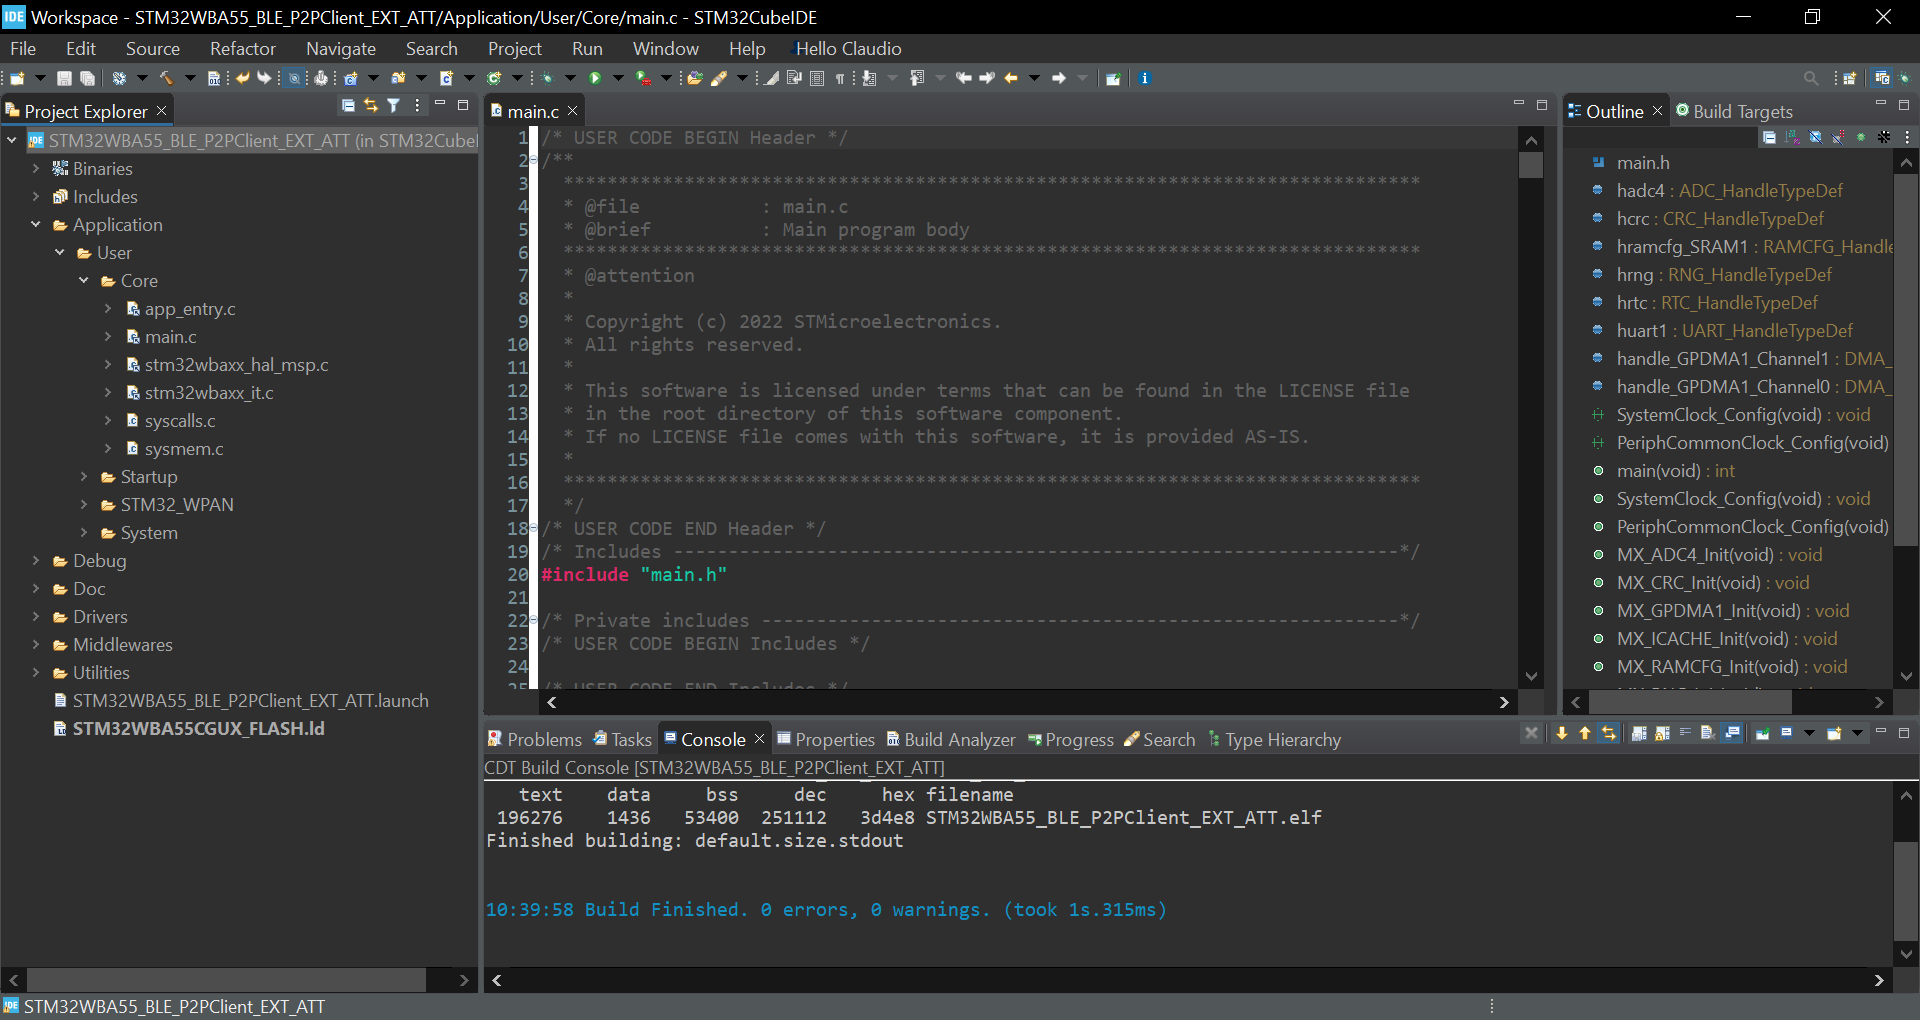 IDE Workspace - STM32WBA55_BLE_P2PClient_EXT_ATT/Application/User/Core/main.c - STM32CubeIDE
File Edit Source Refactor Navigate Search Project Run Window Help Hello Claudio
Project Explorer
STM32WBA55_BLE_P2PClient_EXT_ATT (in STM32CubeI
Binaries
Includes
Application
User
Core
app_entry.c
main.c
stm32wbaxx_hal_msp.c
stm32wbaxx_it.c
syscalls.c
sysmem.c
Startup
STM32_WPAN
System
Debug
Doc
Drivers
Middlewares
Utilities
STM32WBA55_BLE_P2PClient_EXT_ATT.launch
STM32WBA55CGUX_FLASH.ld
main.c
1 /* USER CODE BEGIN Header */
2 /**
3 ******************************************************************************
4 * @file : main.c
5 * @brief : Main program body
6 ******************************************************************************
7 * @attention
8 *
9 * Copyright (c) 2022 STMicroelectronics.
10 * All rights reserved.
11 *
12 * This software is licensed under terms that can be found in the LICENSE file
13 * in the root directory of this software component.
14 * If no LICENSE file comes with this software, it is provided AS-IS.
15 *
16 ******************************************************************************
17 */
18 /* USER CODE END Header */
19 /* Includes ------------------------------------------------------------------*/
20 #include "main.h"
21
22 /* Private includes ----------------------------------------------------------*/
23 /* USER CODE BEGIN Includes */
24
25 /* USER CODE END Includes */
Outline Build Targets
main.h
hadc4 : ADC_HandleTypeDef
hcrc : CRC_HandleTypeDef
hramcfg_SRAM1 : RAMCFG_Handle
hrng : RNG_HandleTypeDef
hrtc : RTC_HandleTypeDef
huart1 : UART_HandleTypeDef
handle_GPDMA1_Channel1 : DMA_
handle_GPDMA1_Channel0 : DMA_
SystemClock_Config(void) : void
PeriphCommonClock_Config(void)
main(void) : int
SystemClock_Config(void) : void
PeriphCommonClock_Config(void)
MX_ADC4_Init(void) : void
MX_CRC_Init(void) : void
MX_GPDMA1_Init(void) : void
MX_ICACHE_Init(void) : void
MX_RAMCFG_Init(void) : void
Problems Tasks Console Properties Build Analyzer Progress Search Type Hierarchy
CDT Build Console [STM32WBA55_BLE_P2PClient_EXT_ATT]
text data bss dec hex filename
196276 1436 53400 251112 3d4e8 STM32WBA55_BLE_P2PClient_EXT_ATT.elf
Finished building: default.size.stdout
10:39:58 Build Finished. 0 errors, 0 warnings. (took 1s.315ms)
IDE STM32WBA55_BLE_P2PClient_EXT_ATT